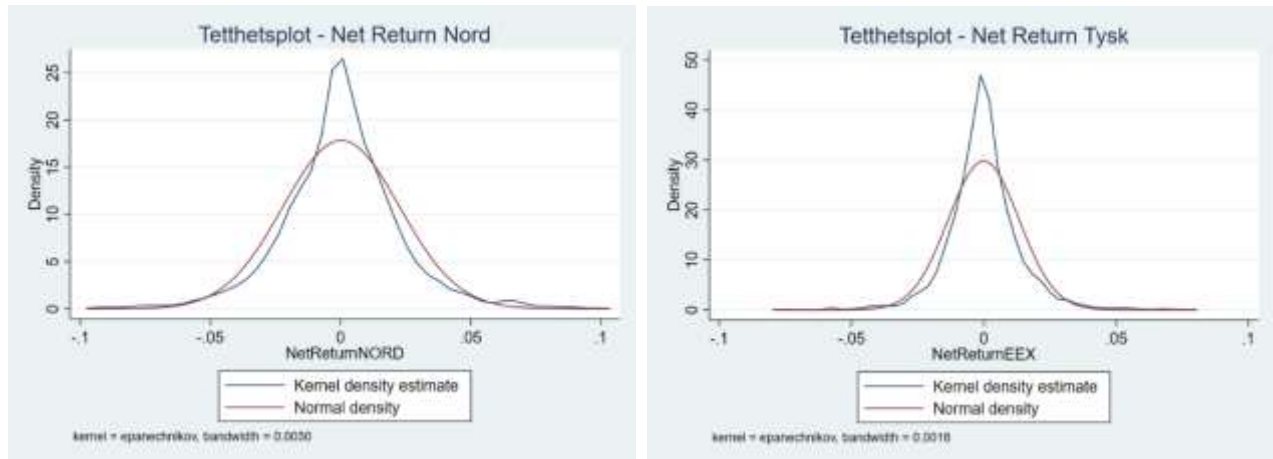 Tetthetsplot - Net Return Nord
Density
25
20
15
10
5
0
-.1
-.05
0
.05
.1
NetReturnNORD
Kernel density estimate
Normal density
kernel = epanechnikov, bandwidth = 0.0030
Tetthetsplot - Net Return Tysk
Density
50
40
30
20
10
0
-.1
-.05
0
.05
.1
NetReturnEEX
Kernel density estimate
Normal density
kernel = epanechnikov, bandwidth = 0.0016